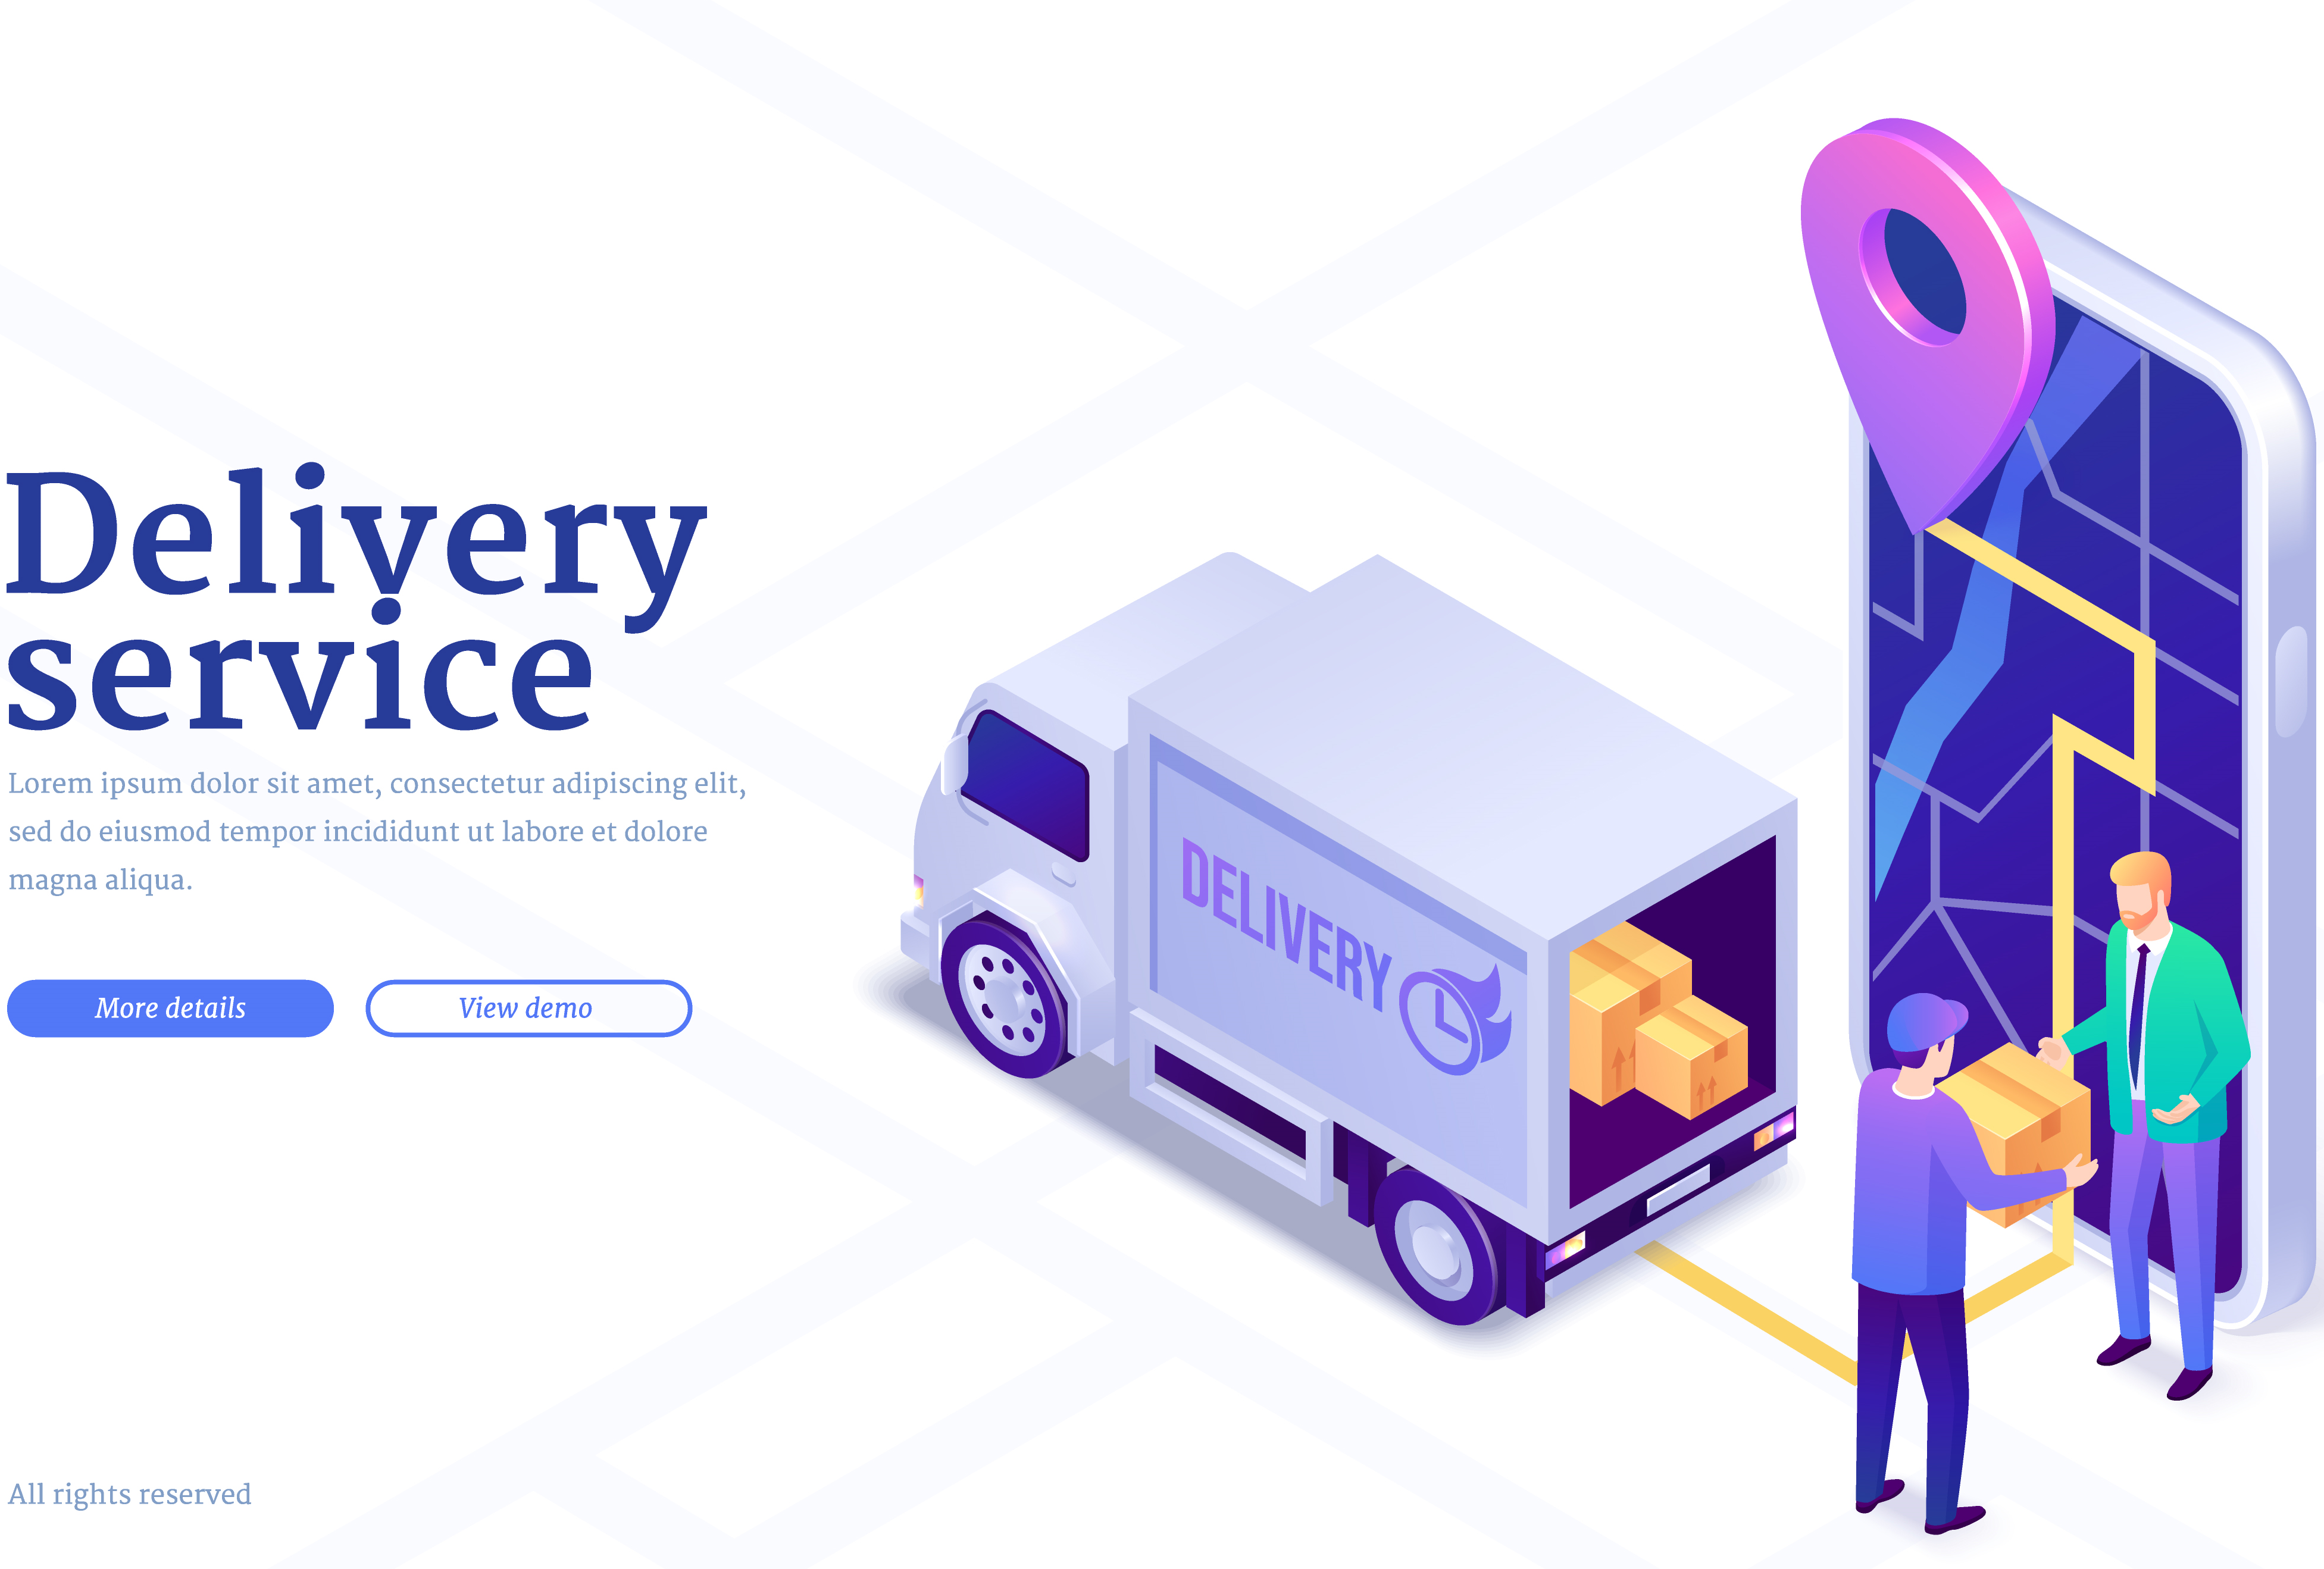 Delivery
service
Lorem ipsum dolor sit amet, consectetur adipiscing elit,
sed do eiusmod tempor incididunt ut labore et dolore
magna aliqua.
More details
View demo
DELIVERY
All rights reserved